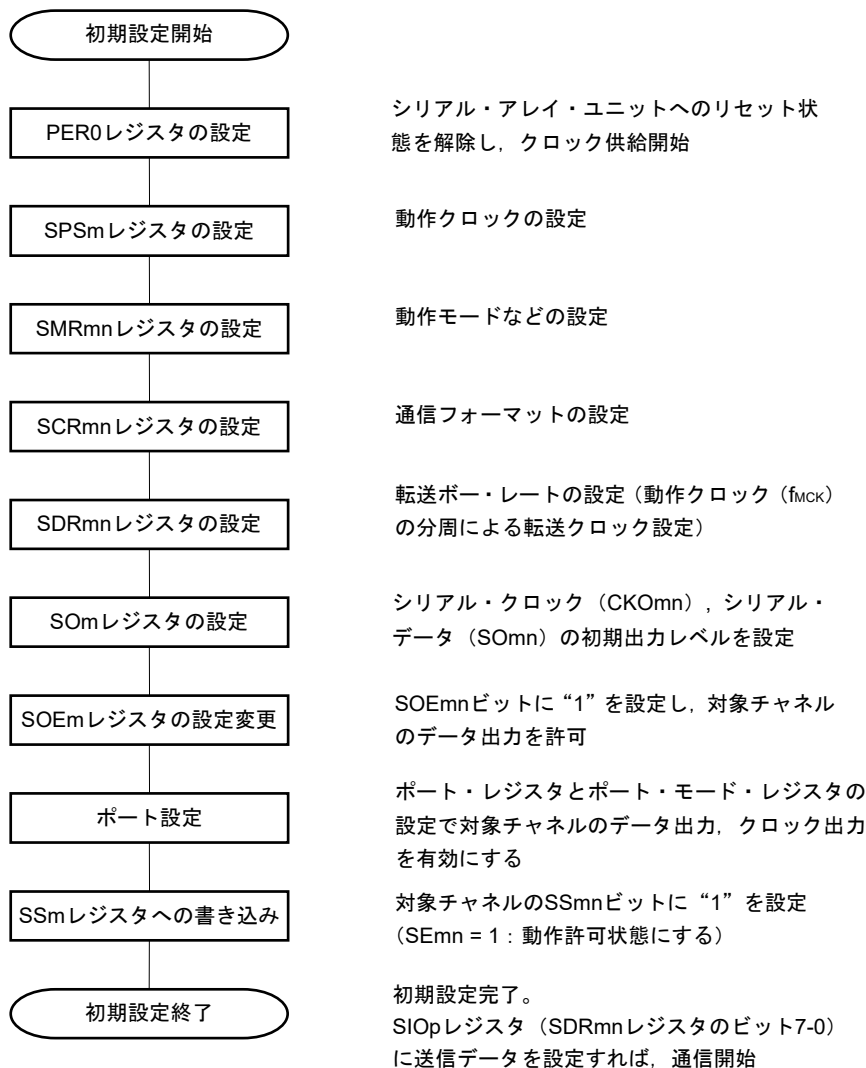 初期設定開始
PER0レジスタの設定
シリアル・アレイ・ユニットへのリセット状
態を解除し，クロック供給開始
SPSmレジスタの設定
動作クロックの設定
SMRmnレジスタの設定
動作モードなどの設定
SCRmnレジスタの設定
通信フォーマットの設定
SDRmnレジスタの設定
転送ボー・レートの設定（動作クロック（fMCK）
の分周による転送クロック設定）
SOmレジスタの設定
シリアル・クロック（CKOmn），シリアル・
データ（SOmn）の初期出力レベルを設定
SOEmレジスタの設定変更
SOEmnビットに“1”を設定し，対象チャネル
のデータ出力を許可
ポート設定
ポート・レジスタとポート・モード・レジスタの
設定で対象チャネルのデータ出力，クロック出力
を有効にする
SSmレジスタへの書き込み
対象チャネルのSSmnビットに“1”を設定
（SEmn = 1：動作許可状態にする）
初期設定終了
初期設定完了。
SIOpレジスタ（SDRmnレジスタのビット7-0）
に送信データを設定すれば，通信開始